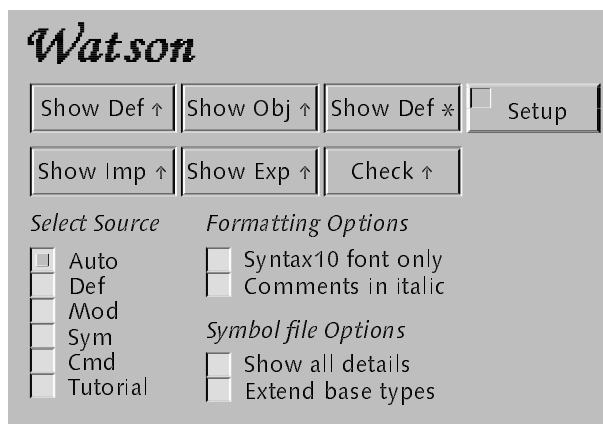 Watson
Show Def ↑ Show Obj ↑ Show Def * Setup
Show Imp ↑ Show Exp ↑ Check ↑
Select Source Formatting Options
Auto Syntax10 font only
Def Comments in italic
Mod
Sym Symbol file Options
Cmd Show all details
Tutorial Extend base types